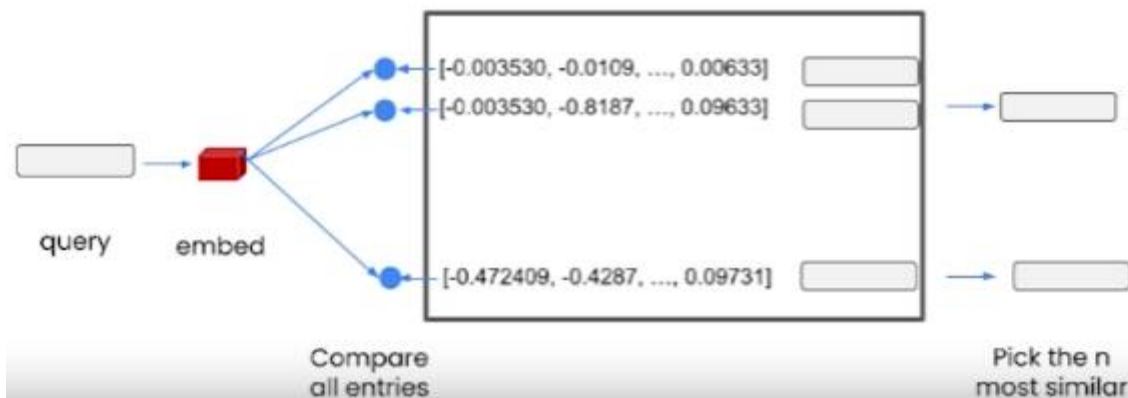 [-0.003530, -0.0109, ..., 0.00633]
[-0.003530, -0.8187, ..., 0.09633]
query
embed
[-0.472409, -0.4287, ..., 0.09731]
Compare
all entries
Pick the n
most similar